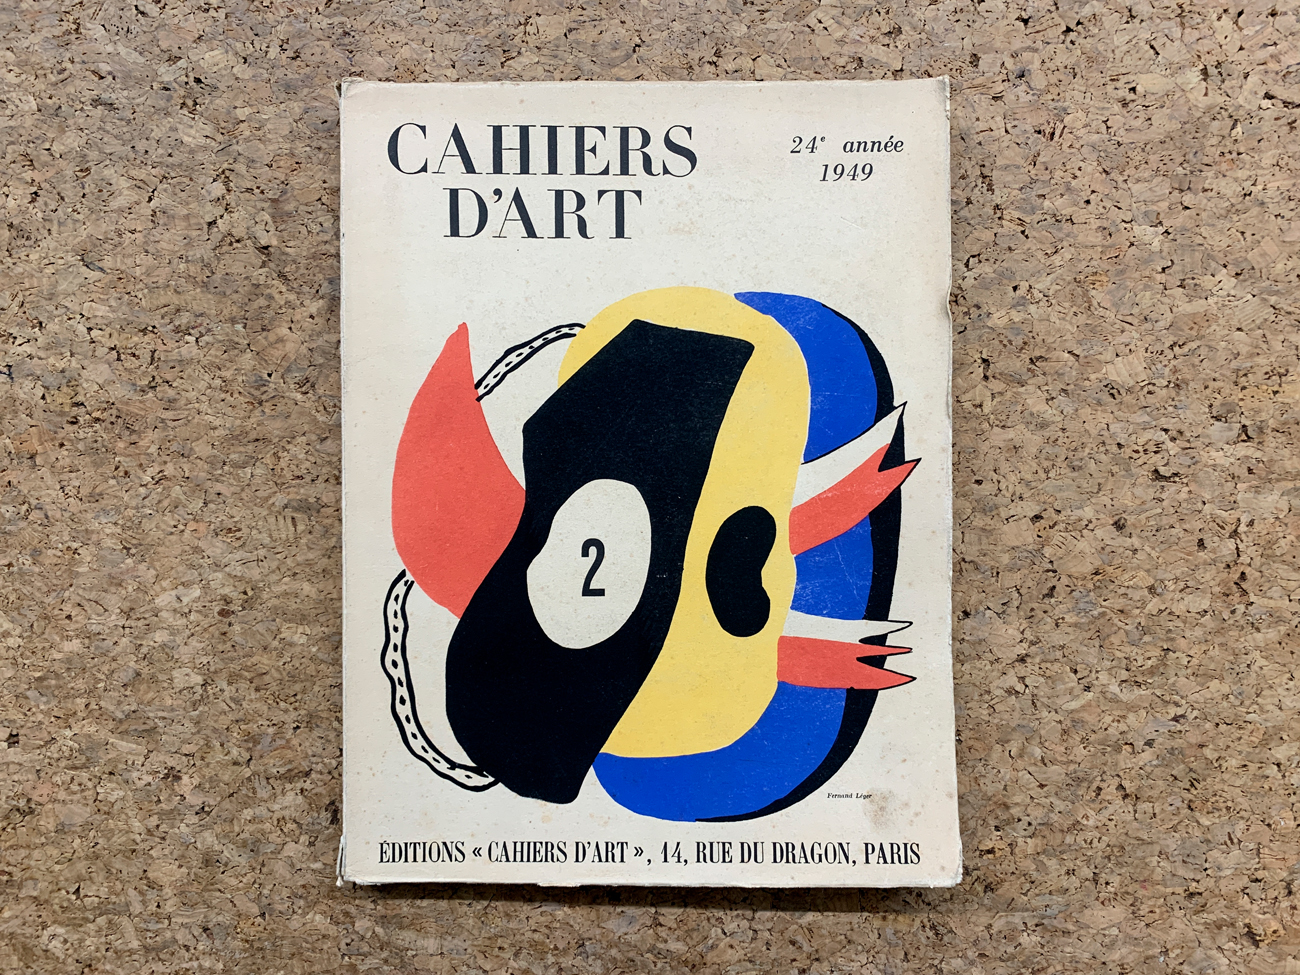 CAHIERS
D'ART
24e année
1949
2
Fernand Léger
ÉDITIONS « CAHIERS D'ART », 14, RUE DU DRAGON, PARIS